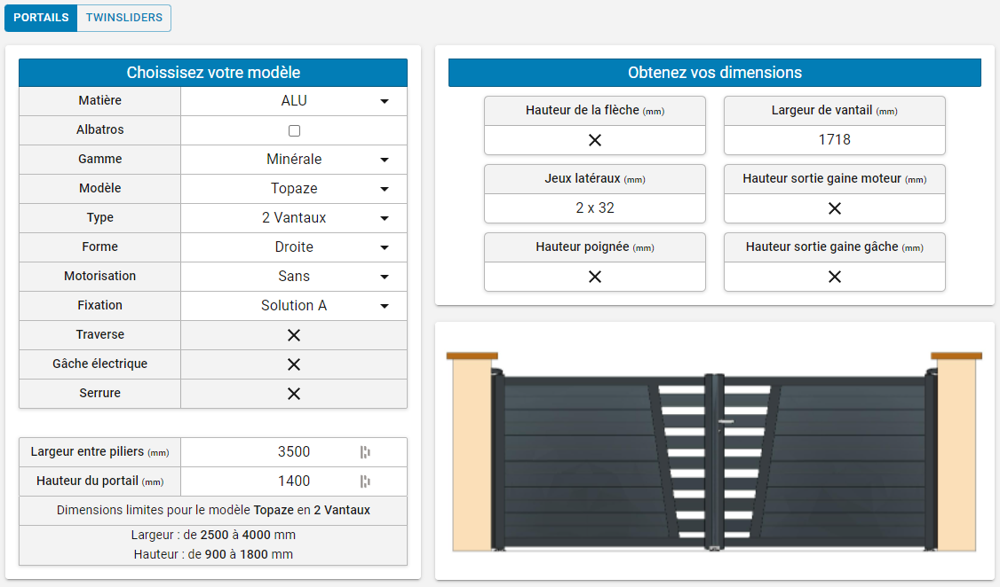 PORTAILS TWINSLIDERS
Choissisez votre modèle
Matière ALU
Albatros
Gamme Minérale
Modèle Topaze
Type 2 Vantaux
Forme Droite
Motorisation Sans
Fixation Solution A
Traverse
Gâche électrique
Serrure
Largeur entre piliers (mm) 3500
Hauteur du portail (mm) 1400
Dimensions limites pour le modèle Topaze en 2 Vantaux
Largeur : de 2500 à 4000 mm
Hauteur : de 900 à 1800 mm
Obtenez vos dimensions
Hauteur de la flèche (mm)
Largeur de vantail (mm)
1718
Jeux latéraux (mm)
2 x 32
Hauteur sortie gaine moteur (mm)
Hauteur poignée (mm)
Hauteur sortie gaine gâche (mm)